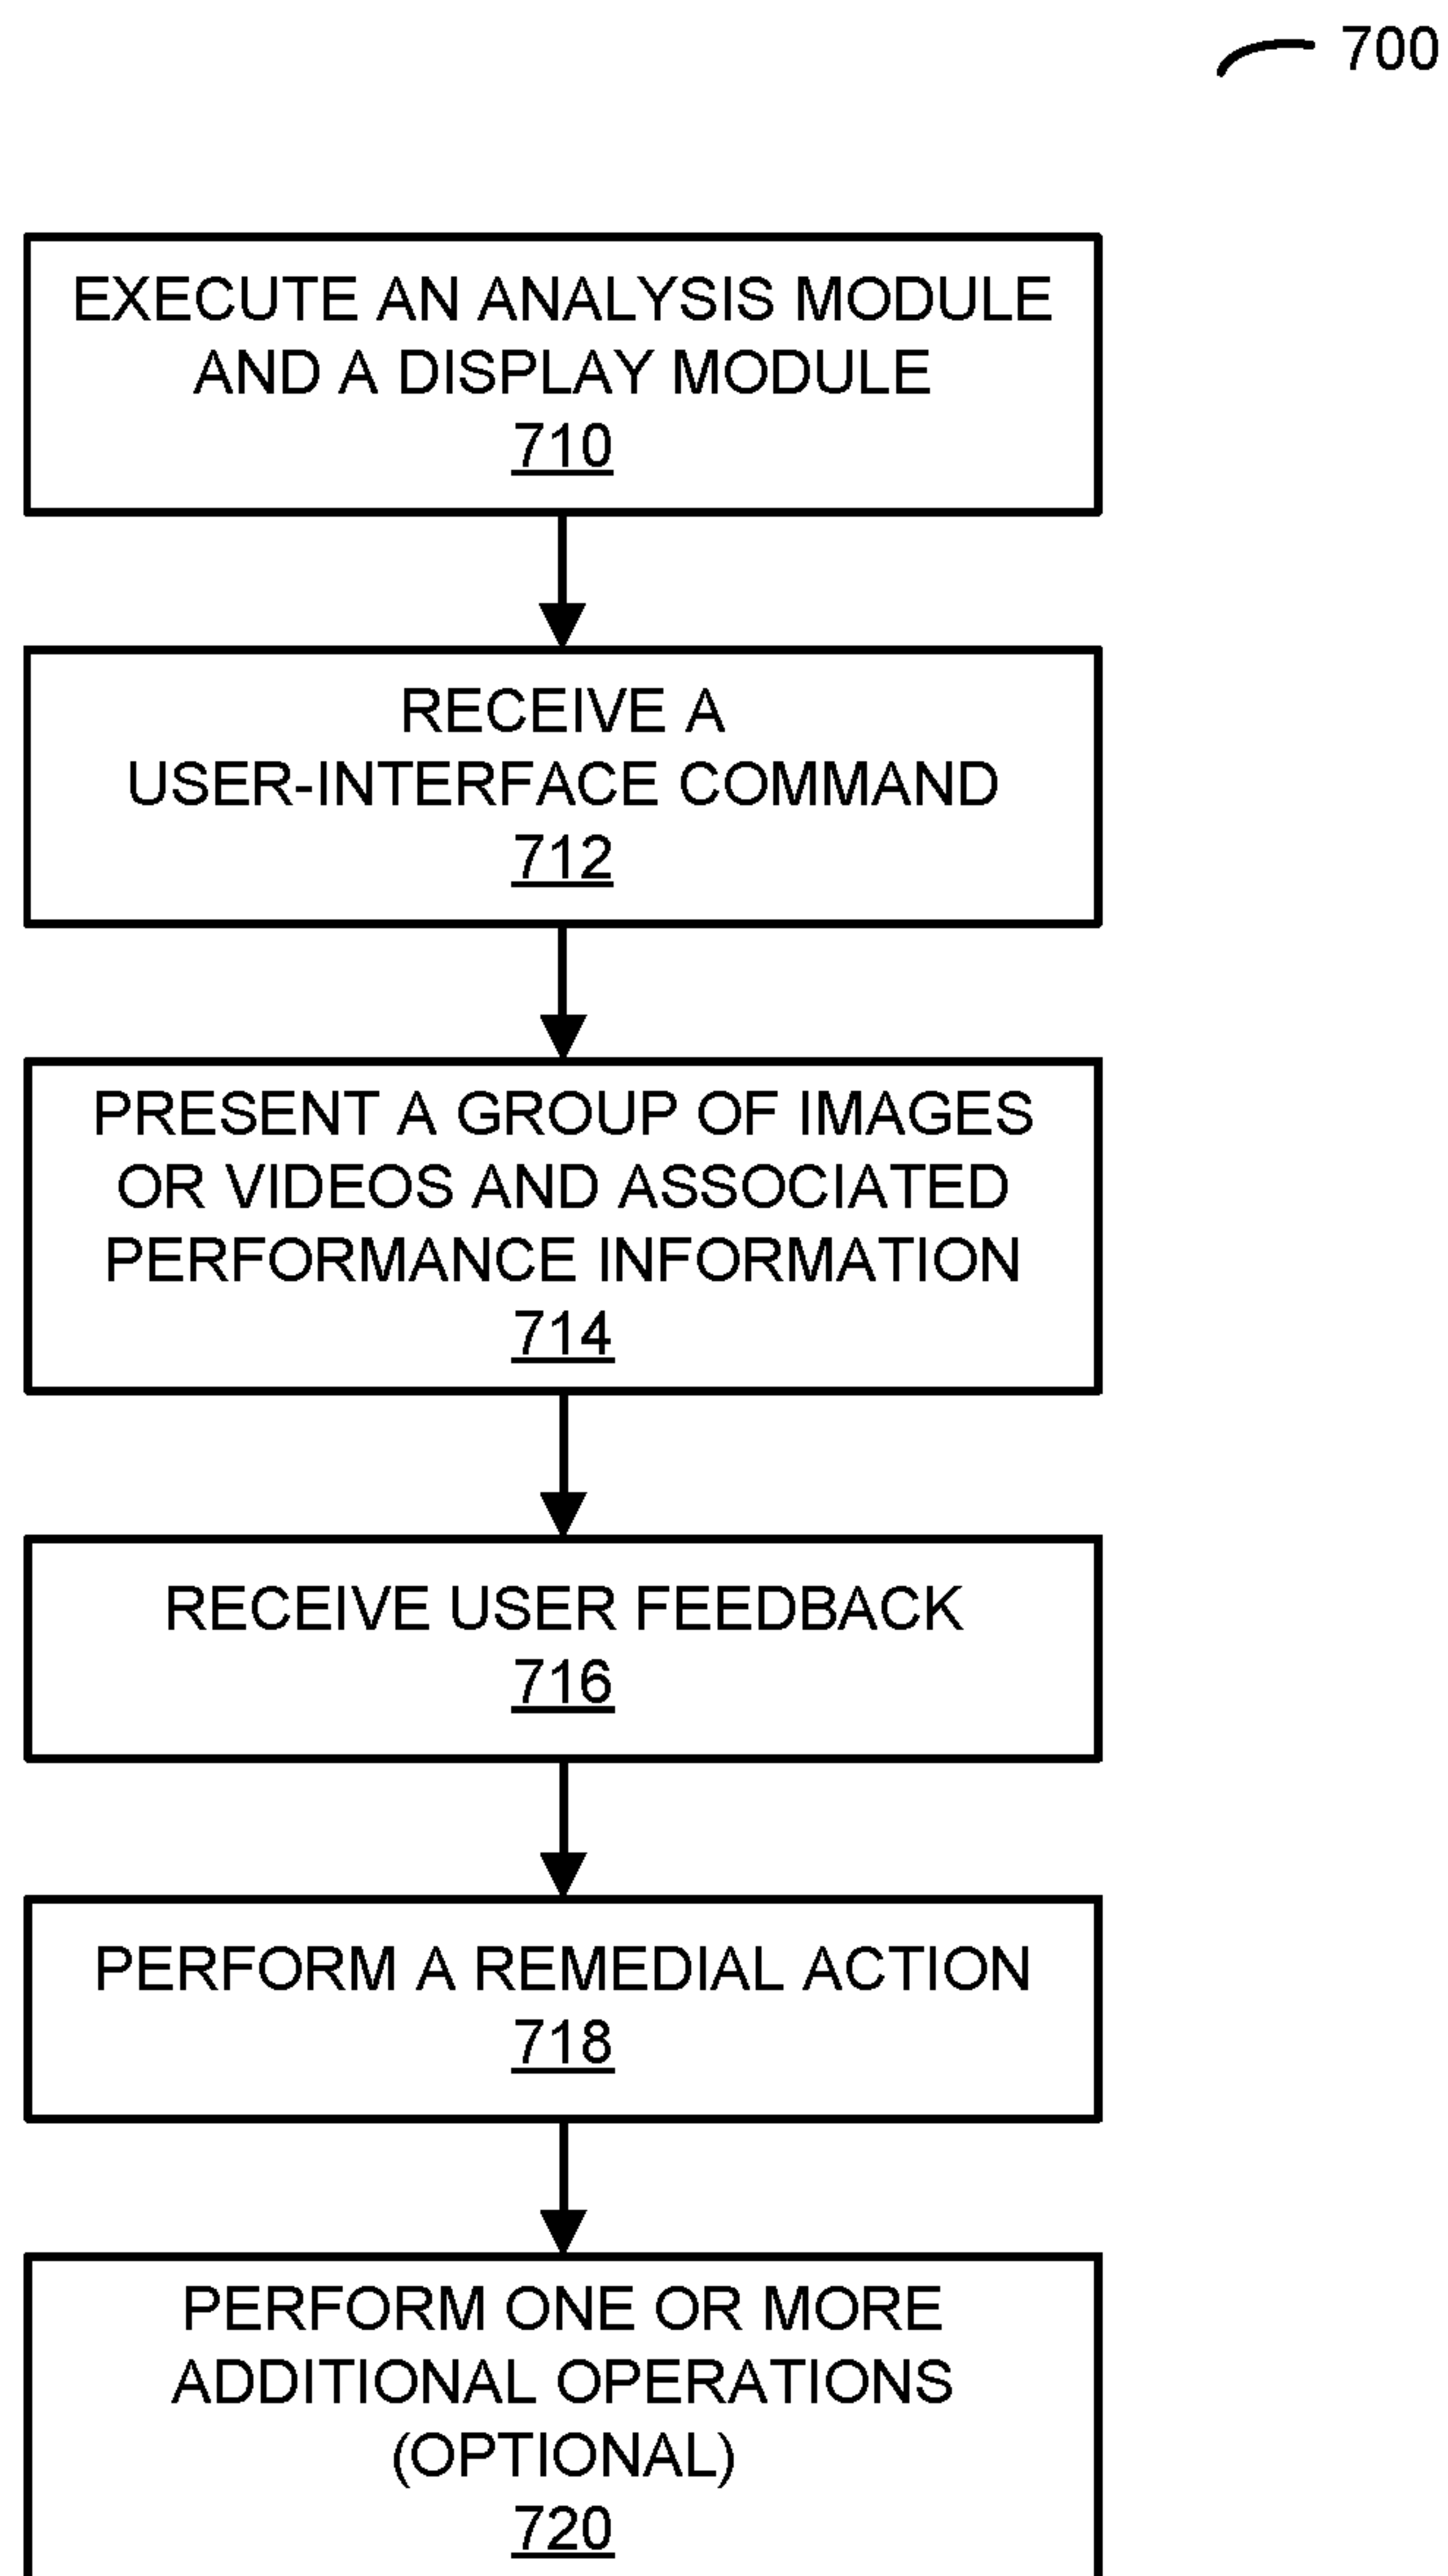 700
EXECUTE AN ANALYSIS MODULE
AND A DISPLAY MODULE
710
RECEIVE A
USER-INTERFACE COMMAND
712
PRESENT A GROUP OF IMAGES
OR VIDEOS AND ASSOCIATED
PERFORMANCE INFORMATION
714
RECEIVE USER FEEDBACK
716
PERFORM A REMEDIAL ACTION
718
PERFORM ONE OR MORE
ADDITIONAL OPERATIONS
(OPTIONAL)
720